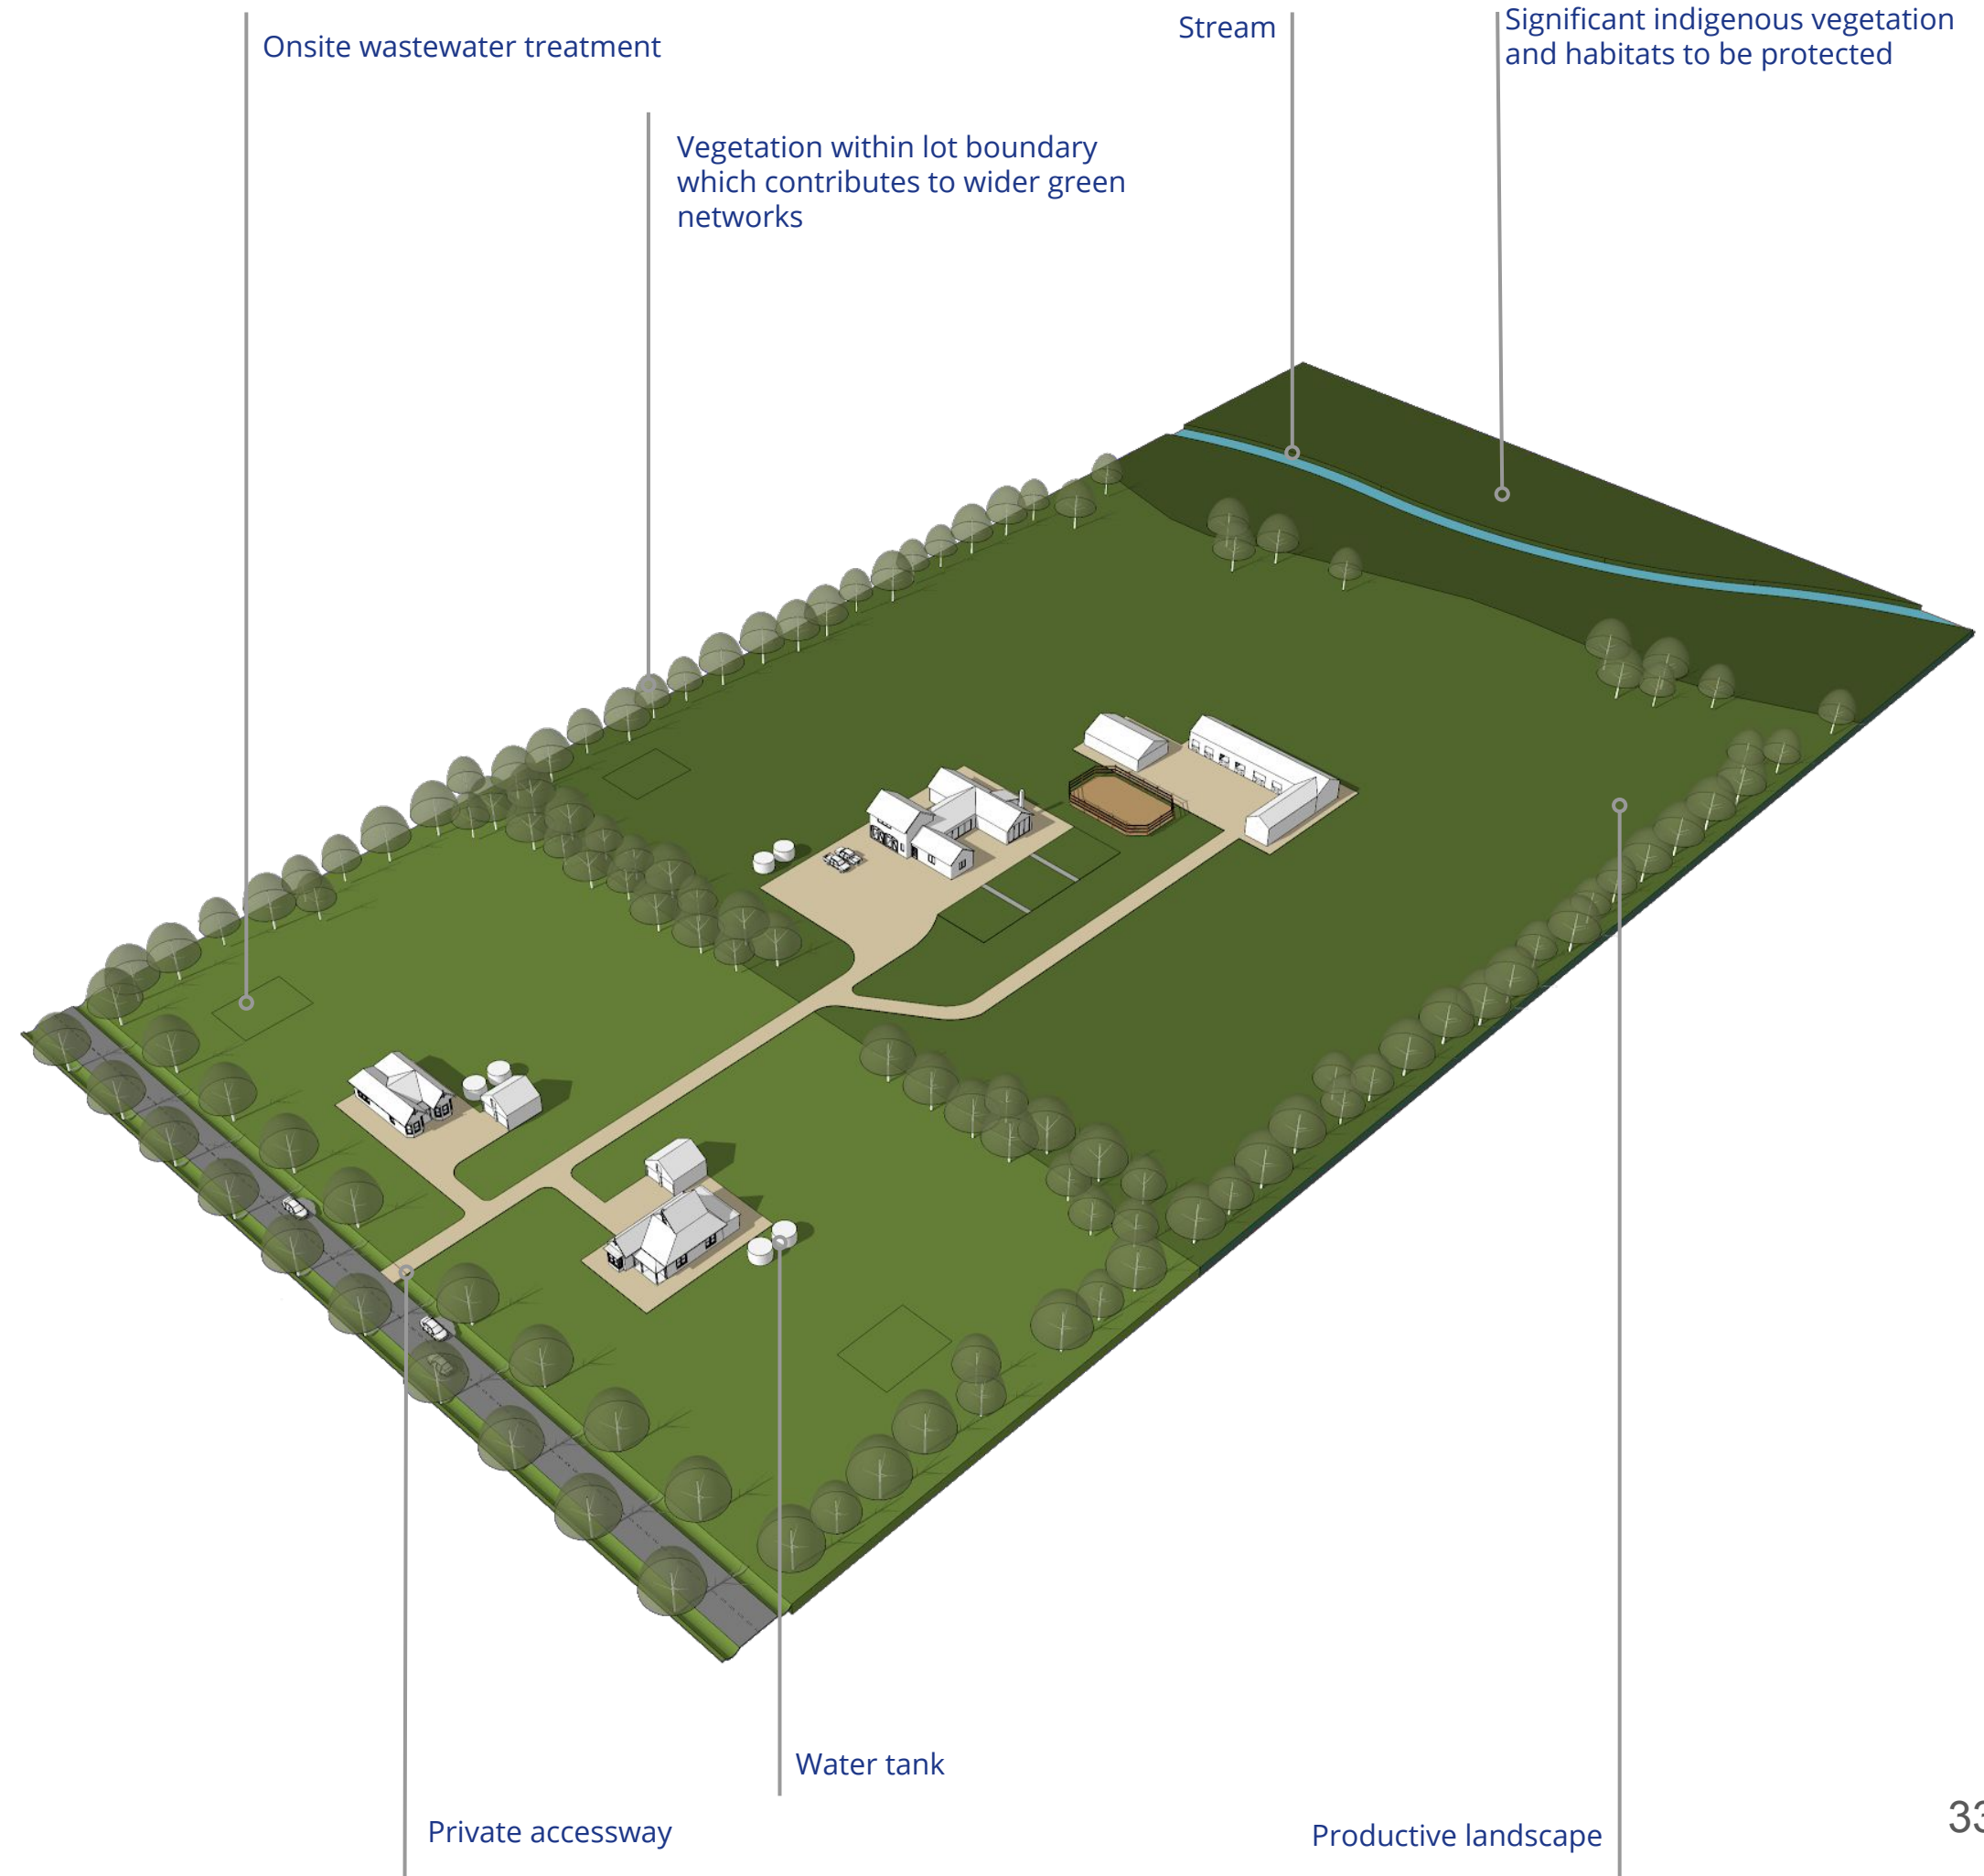 Onsite wastewater treatment
Stream
Significant indigenous vegetation
and habitats to be protected
Vegetation within lot boundary
which contributes to wider green
networks
Water tank
Private accessway
Productive landscape
33